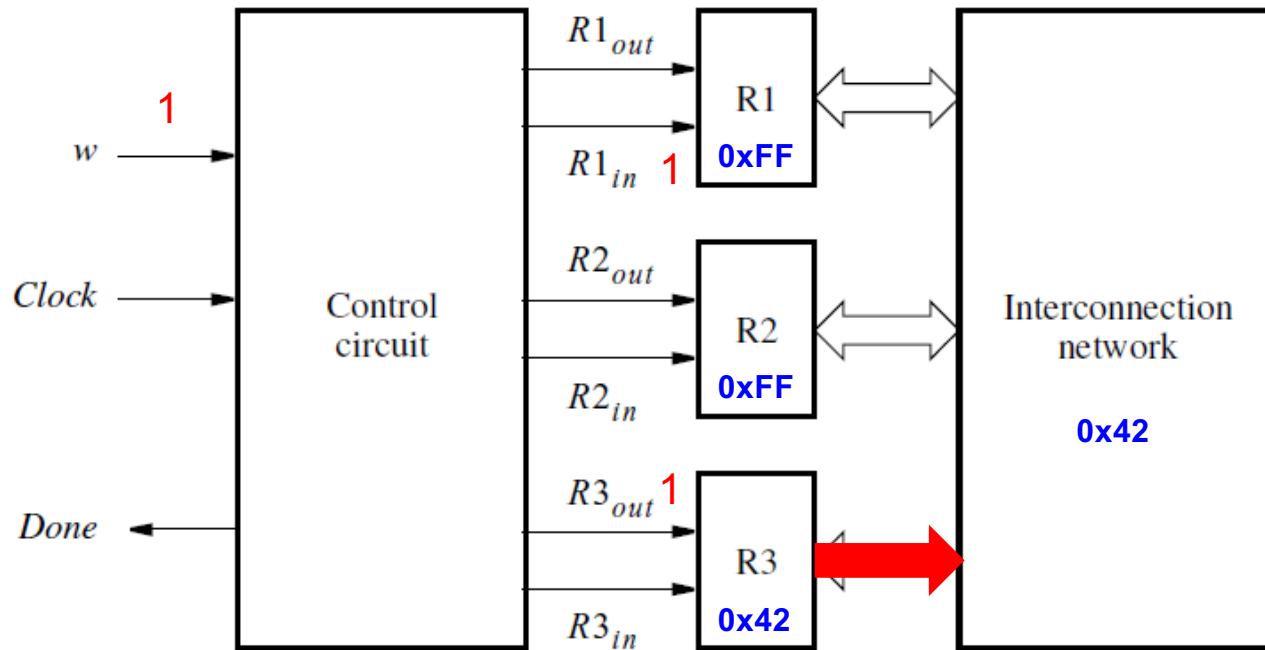 w
1
Clock
Done
Control
circuit
R1out
R1in 1
R2out
R2in
R3out 1
R3in
R1
0xFF
R2
0xFF
R3
0x42
Interconnection
network
0x42